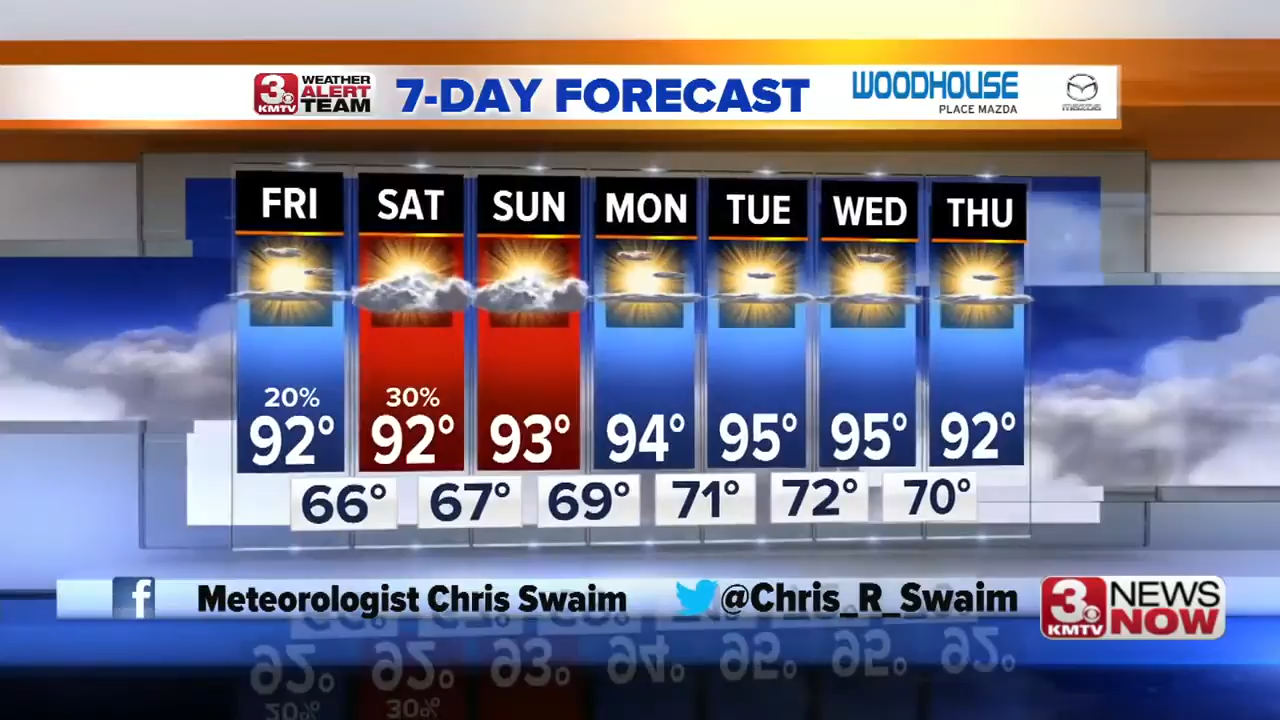 3 KMTV WEATHER ALERT TEAM 7-DAY FORECAST WOODHOUSE PLACE MAZDA mazda
FRI SAT SUN MON TUE WED THU
20% 30%
92° 92° 93° 94° 95° 95° 92°
66° 67° 69° 71° 72° 70°
f Meteorologist Chris Swaim @Chris_R_Swaim 3 KMTV NEWS NOW